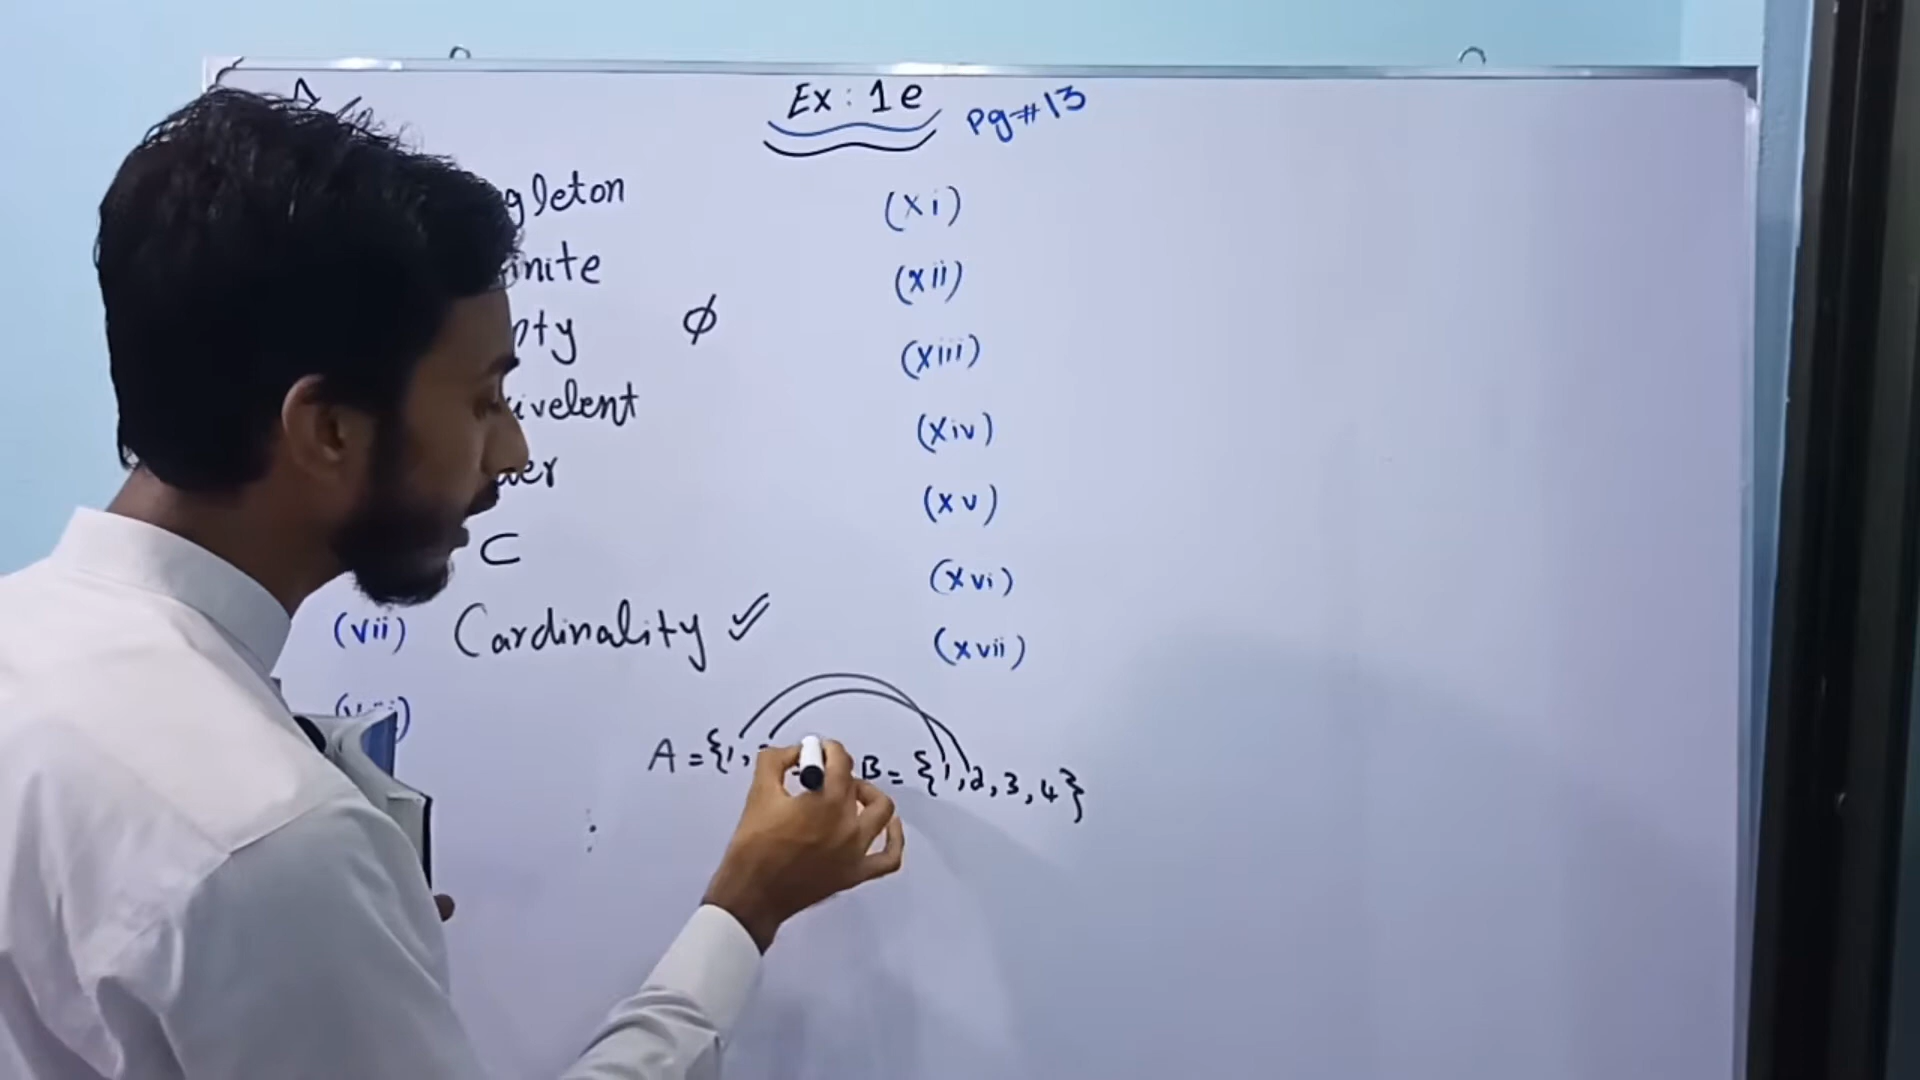 Ex : 1e pg#13
gleton
inite
pty ϕ
ivelent
er
⊂
(vii) Cardinality ✓✓
(xi)
(xii)
(xiii)
(xiv)
(xv)
(xvi)
(xvii)
A = {1, B = {1, 2, 3, 4}